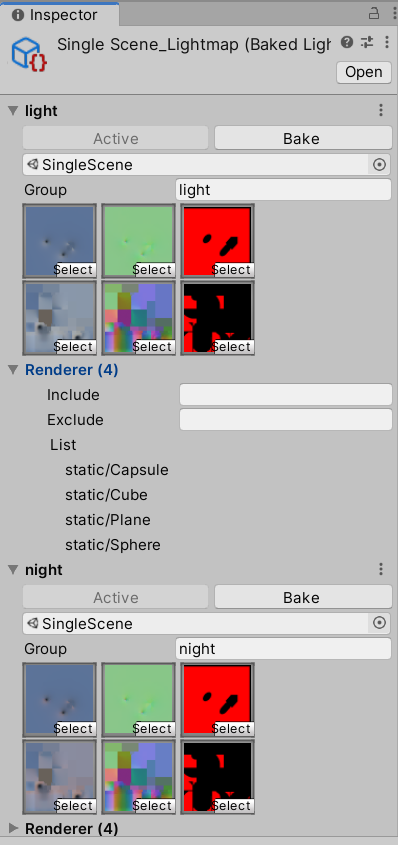 Inspector
Single Scene_Lightmap (Baked Ligh
Open
light
Active Bake
SingleScene
Group light
Select Select Select
Select Select Select
Renderer (4)
Include
Exclude
List
static/Capsule
static/Cube
static/Plane
static/Sphere
night
Active Bake
SingleScene
Group night
Select Select Select
Select Select Select
Renderer (4)